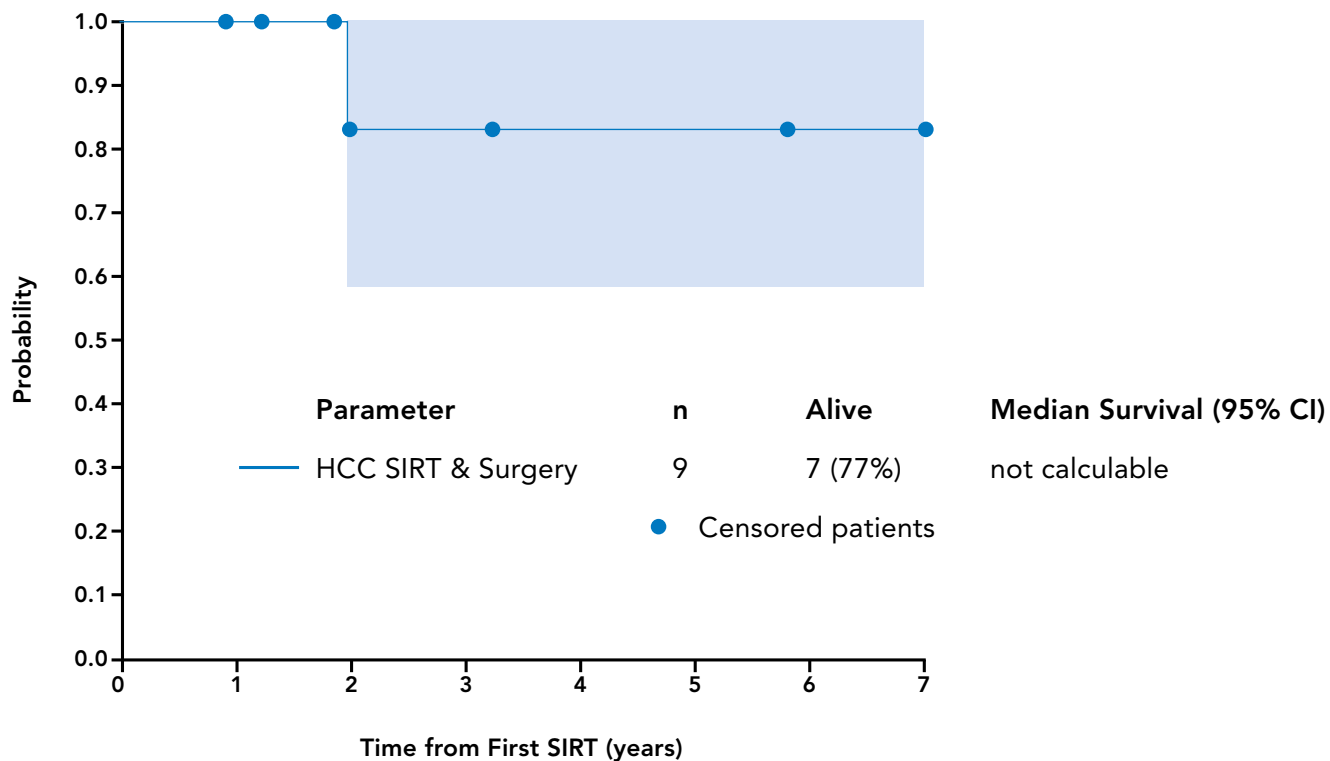 1.0
0.9
0.8
0.7
0.6
0.5
0.4
0.3
0.2
0.1
0.0
Probability
Parameter n Alive Median Survival (95% CI)
HCC SIRT & Surgery 9 7 (77%) not calculable
Censored patients
0 1 2 3 4 5 6 7
Time from First SIRT (years)